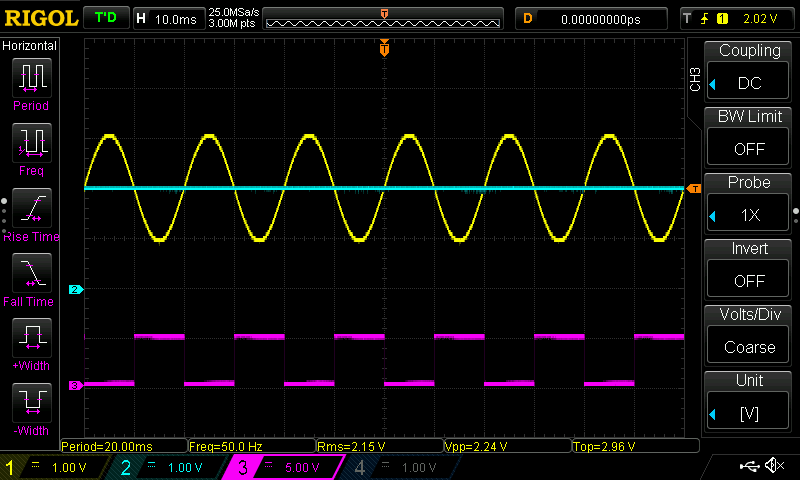 RIGOL T'D H 10.0ms 25.0MSa/s 3.00M pts T D 0.00000000ps T 1 2.02 V
Horizontal
Period
Freq
Rise Time
Fall Time
+Width
-Width
T
T
2
3
CH3
Coupling
DC
BW Limit
OFF
Probe
1X
Invert
OFF
Volts/Div
Coarse
Unit
[V]
Period=20.00ms Freq=50.0 Hz Rms=2.15 V Vpp=2.24 V Top=2.96 V
1 1.00 V 2 1.00 V 3 5.00 V 4 1.00 V